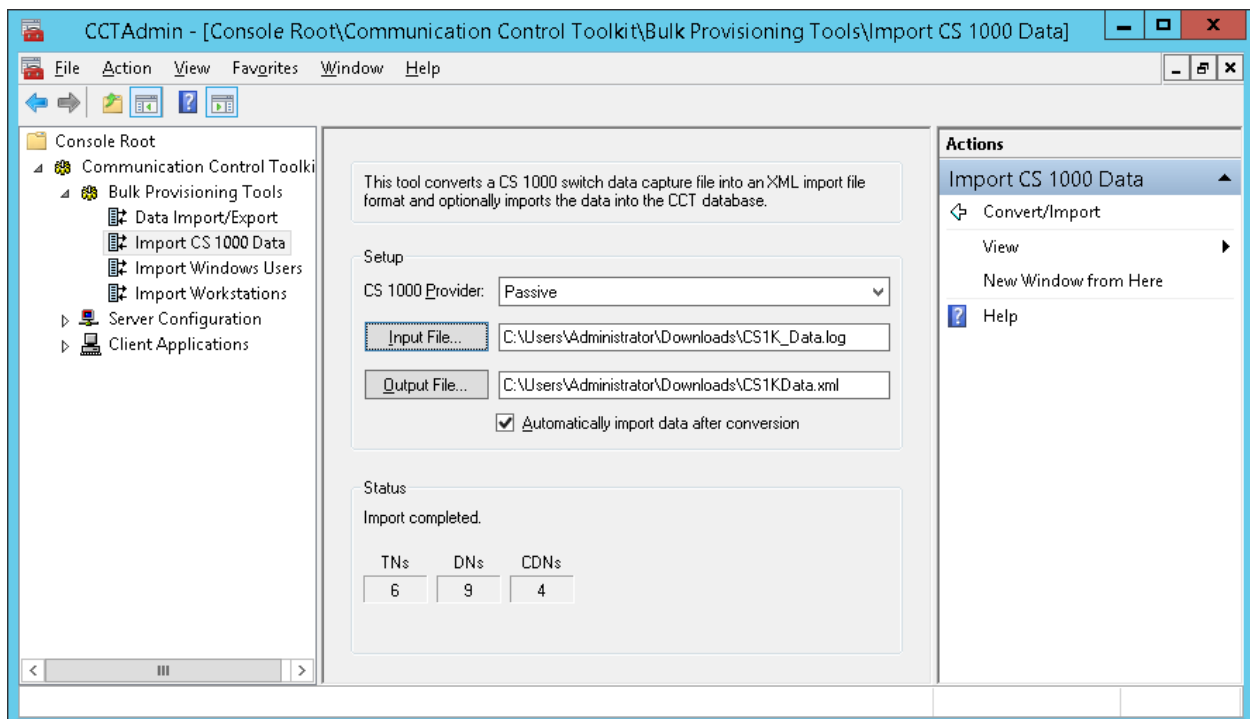 CCTAdmin - [Console Root\Communication Control Toolkit\Bulk Provisioning Tools\Import CS 1000 Data]
File Action View Favorites Window Help
Console Root
Communication Control Toolki
Bulk Provisioning Tools
Data Import/Export
Import CS 1000 Data
Import Windows Users
Import Workstations
Server Configuration
Client Applications
This tool converts a CS 1000 switch data capture file into an XML import file
format and optionally imports the data into the CCT database.
Setup
CS 1000 Provider: Passive
Input File... C:\Users\Administrator\Downloads\CS1K_Data.log
Output File... C:\Users\Administrator\Downloads\CS1KData.xml
Automatically import data after conversion
Status
Import completed.
TNs DNs CDNs
6 9 4
Actions
Import CS 1000 Data
Convert/Import
View
New Window from Here
Help